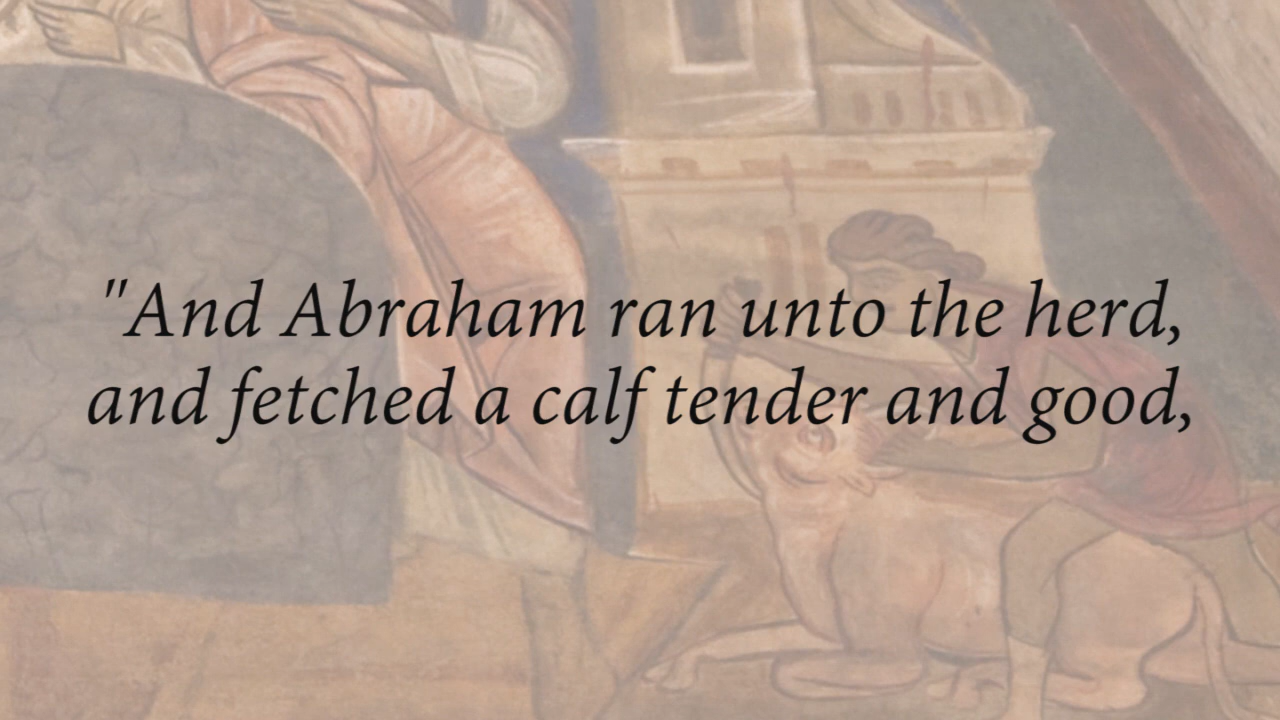 "And Abraham ran unto the herd,
and fetched a calf tender and good,